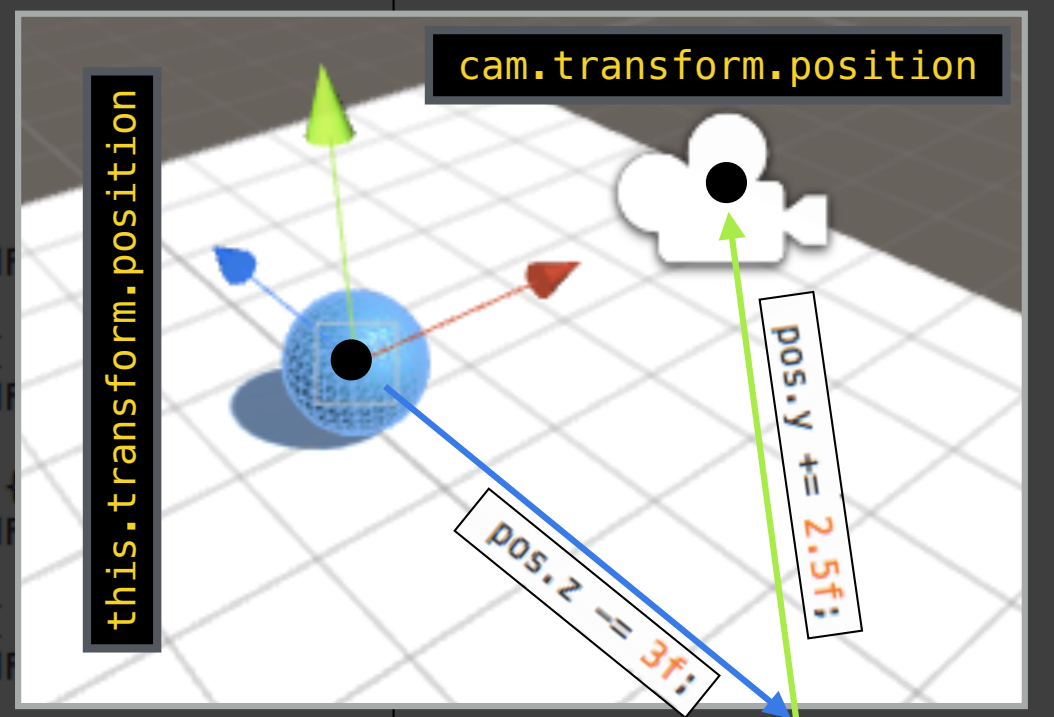 cam.transform.position
this.transform.position
pos.y += 2.5f;
pos.z -= 3f;